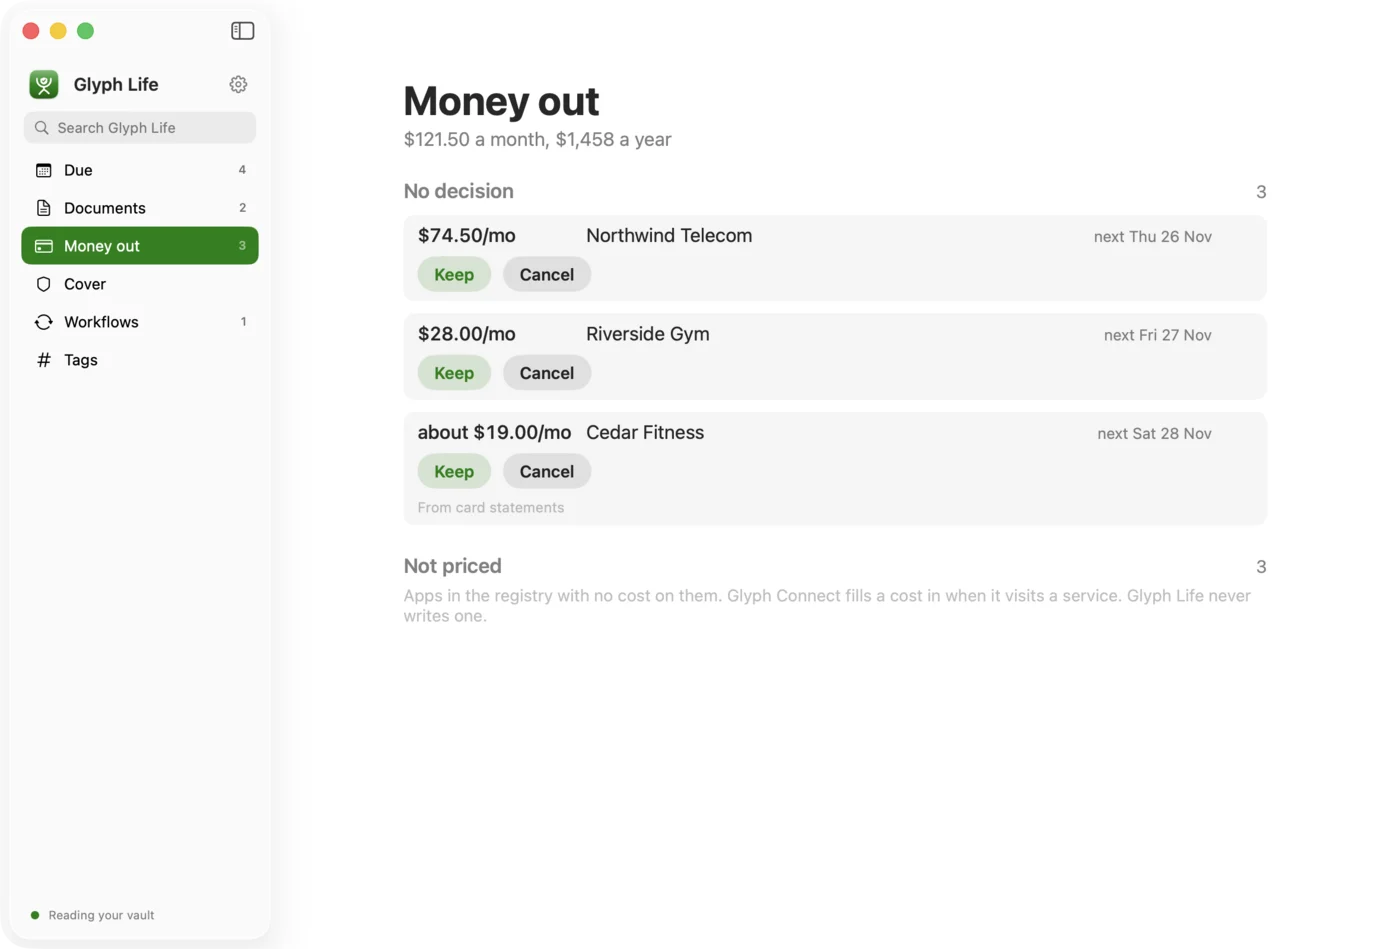 Glyph Life
Search Glyph Life
Due 4
Documents 2
Money out 3
Cover
Workflows 1
Tags
Reading your vault
Money out
$121.50 a month, $1,458 a year
No decision 3
$74.50/mo Northwind Telecom next Thu 26 Nov
Keep Cancel
$28.00/mo Riverside Gym next Fri 27 Nov
Keep Cancel
about $19.00/mo Cedar Fitness next Sat 28 Nov
Keep Cancel
From card statements
Not priced 3
Apps in the registry with no cost on them. Glyph Connect fills a cost in when it visits a service. Glyph Life never
writes one.